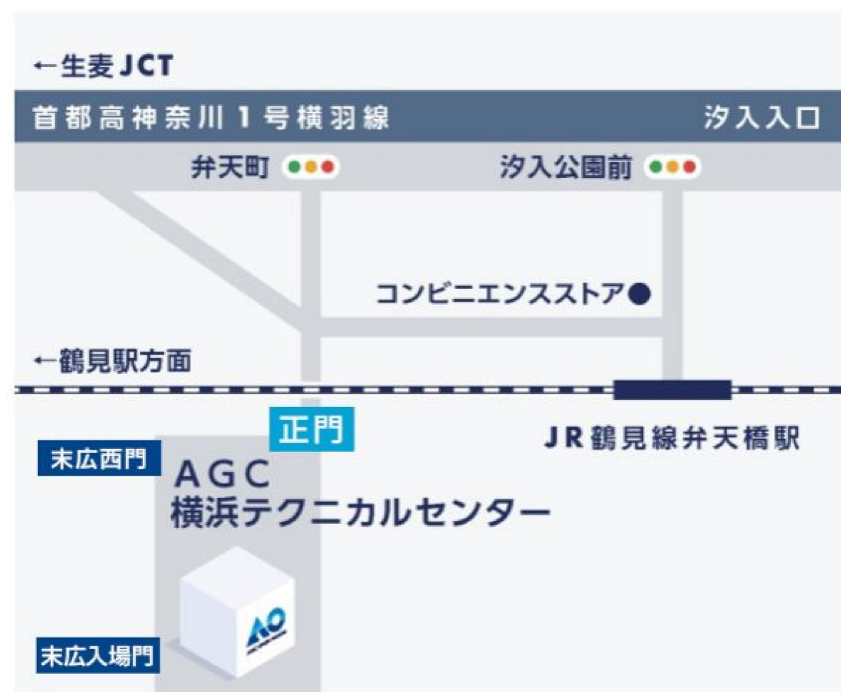 ←生麦JCT
首都高神奈川1号横羽線
汐入入口
弁天町
汐入公園前
コンビニエンスストア●
←鶴見駅方面
正門
JR鶴見線弁天橋駅
末広西門
AGC
横浜テクニカルセンター
AO
末広入場門